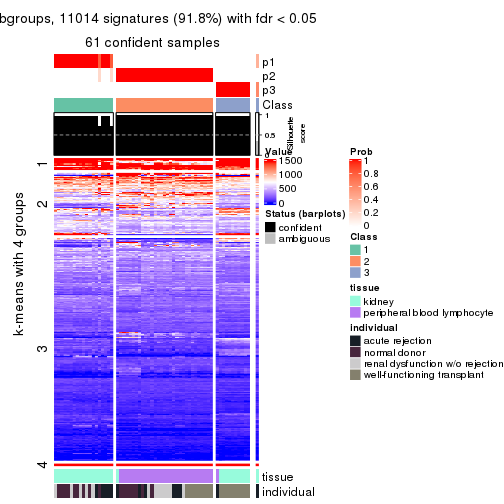 bgroups, 11014 signatures (91.8%) with fdr < 0.05
61 confident samples
p1
p2
p3
Class
1
0.5
0
Silhouette
score
k-means with 4 groups
1
2
3
4
tissue
individual
Value
1500
1000
500
0
Status (barplots)
confident
ambiguous
Prob
1
0.8
0.6
0.4
0.2
0
Class
1
2
3
tissue
kidney
peripheral blood lymphocyte
individual
acute rejection
normal donor
renal dysfunction w/o rejection
well-functioning transplant